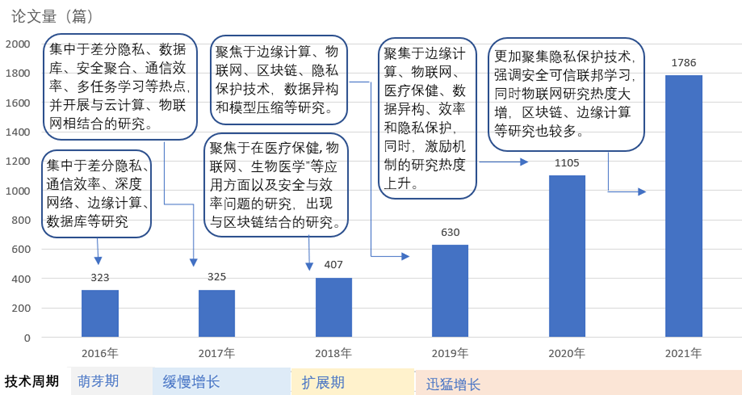 论文量（篇）
2000
1800
1600
1400
1200
1000
800
600
400
200
0
集中于差分隐私、数据
库、安全聚合、通信效
率、多任务学习等热点，
并开展与云计算、物联
网相结合的研究。
聚焦于边缘计算、物
联网、区块链、隐私
保护技术，数据异构
和模型压缩等研究。
聚焦于边缘计
算、物联网、
医疗保健、数
据异构、效率
和隐私保护，
同时，激励机
制的研究热度
上升。
更加聚集隐私保护技术，
强调安全可信联邦学习，
同时物联网研究热度大
增，区块链、边缘计算
等研究也较多。
集中于差分隐私、
通信效率、深度
网络、边缘计算、
数据库等研究
聚焦于在医疗保健, 物
联网、生物医学”等应
用方面以及安全与效
率问题的研究，出现
与区块链结合的研究。
323
325
407
630
1105
1786
2016年
2017年
2018年
2019年
2020年
2021年
技术周期
萌芽期
缓慢增长
扩展期
迅猛增长